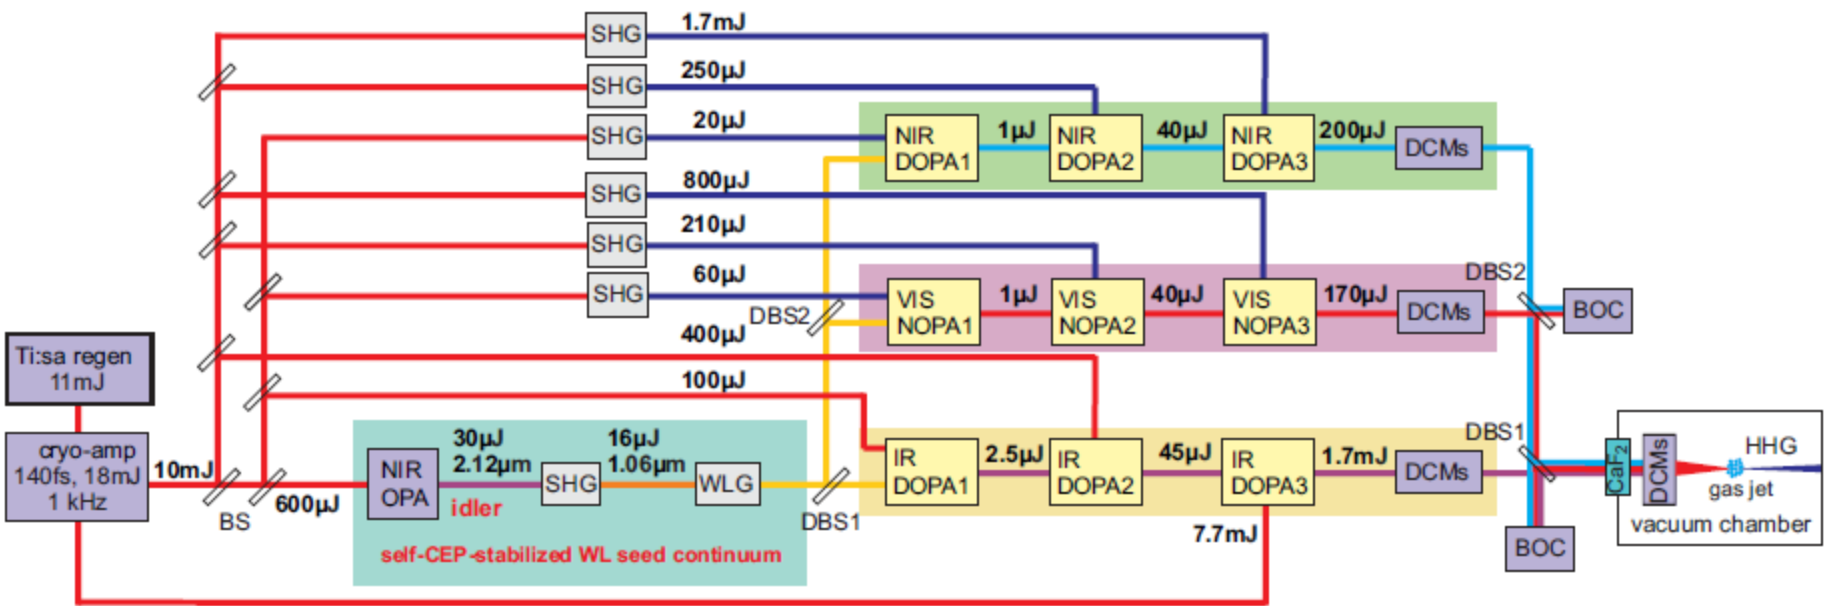 SHG
1.7mJ
SHG
250µJ
SHG
20µJ
NIR
DOPA1
1µJ
NIR
DOPA2
40µJ
NIR
DOPA3
200µJ
DCMs
SHG
800µJ
SHG
210µJ
SHG
60µJ
DBS2
VIS
NOPA1
1µJ
VIS
NOPA2
40µJ
VIS
NOPA3
170µJ
DCMs
DBS2
BOC
400µJ
100µJ
Ti:sa regen
11mJ
cryo-amp
140fs, 18mJ
1 kHz
10mJ
BS
600µJ
NIR
OPA
30µJ
2.12µm
idler
SHG
16µJ
1.06µm
WLG
self-CEP-stabilized WL seed continuum
DBS1
IR
DOPA1
2.5µJ
IR
DOPA2
45µJ
IR
DOPA3
1.7mJ
DCMs
7.7mJ
DBS1
BOC
CaF2
DCMs
HHG
gas jet
vacuum chamber